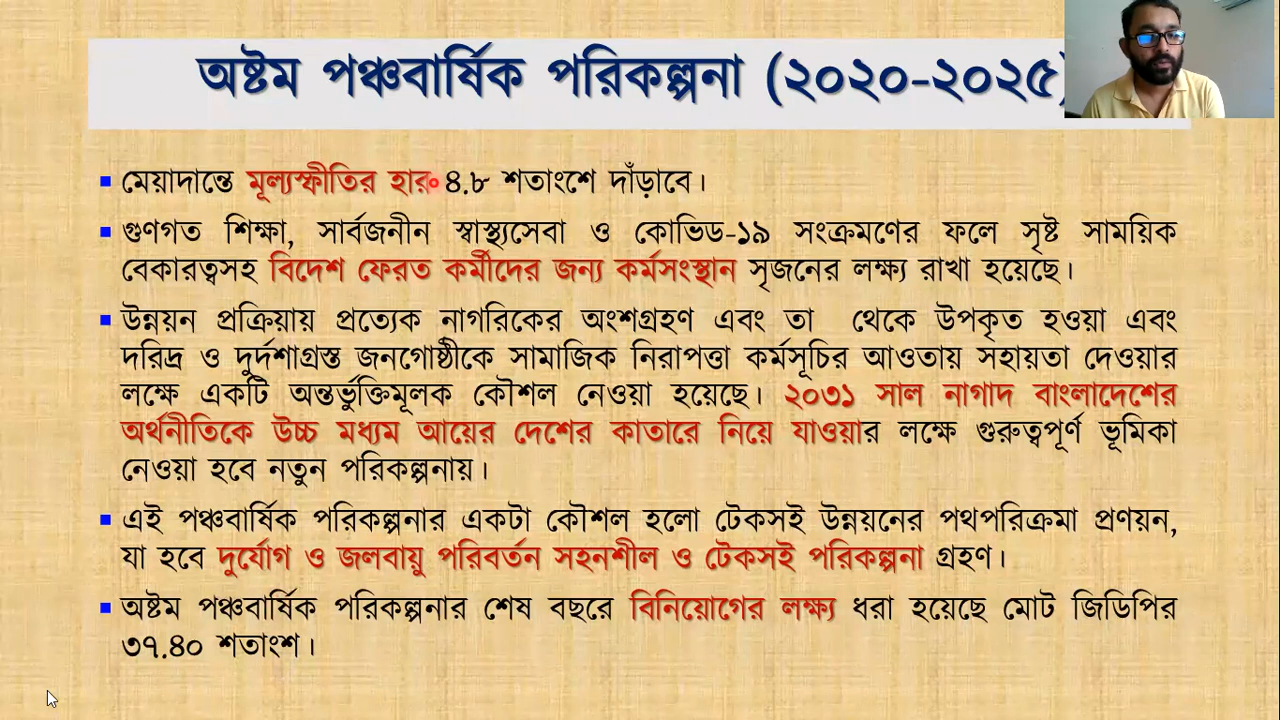 অষ্টম পঞ্চবার্ষিক পরিকল্পনা (২০২০-২০২৫)
মেয়াদান্তে মূল্যস্ফীতির হার ৪.৮ শতাংশে দাঁড়াবে।
গুণগত শিক্ষা, সার্বজনীন স্বাস্থ্যসেবা ও কোভিড-১৯ সংক্রমণের ফলে সৃষ্ট সাময়িক
বেকারত্বসহ বিদেশ ফেরত কর্মীদের জন্য কর্মসংস্থান সৃজনের লক্ষ্য রাখা হয়েছে।
উন্নয়ন প্রক্রিয়ায় প্রত্যেক নাগরিকের অংশগ্রহণ এবং তা থেকে উপকৃত হওয়া এবং
দরিদ্র ও দুর্দশাগ্রস্ত জনগোষ্ঠীকে সামাজিক নিরাপত্তা কর্মসূচির আওতায় সহায়তা দেওয়ার
লক্ষে একটি অন্তর্ভুক্তিমূলক কৌশল নেওয়া হয়েছে। ২০৩১ সাল নাগাদ বাংলাদেশের
অর্থনীতিকে উচ্চ মধ্যম আয়ের দেশের কাতারে নিয়ে যাওয়ার লক্ষে গুরুত্বপূর্ণ ভূমিকা
নেওয়া হবে নতুন পরিকল্পনায়।
এই পঞ্চবার্ষিক পরিকল্পনার একটা কৌশল হলো টেকসই উন্নয়নের পথপরিক্রমা প্রণয়ন,
যা হবে দুর্যোগ ও জলবায়ু পরিবর্তন সহনশীল ও টেকসই পরিকল্পনা গ্রহণ।
অষ্টম পঞ্চবার্ষিক পরিকল্পনার শেষ বছরে বিনিয়োগের লক্ষ্য ধরা হয়েছে মোট জিডিপির
৩৭.৪০ শতাংশ।